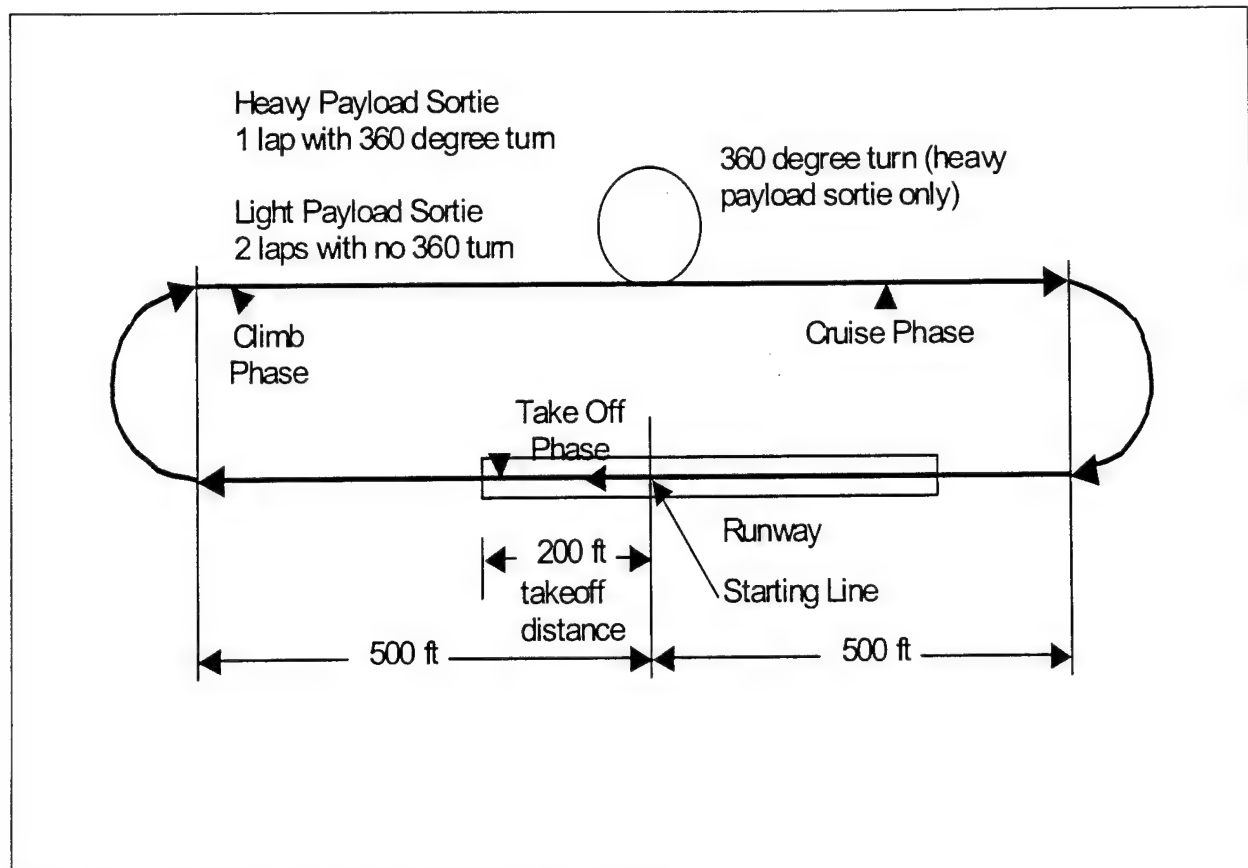 Heavy Payload Sortie
1 lap with 360 degree turn
360 degree turn (heavy
payload sortie only)
Light Payload Sortie
2 laps with no 360 turn
Climb
Phase
Cruise Phase
Take Off
Phase
Runway
200 ft
takeoff
distance
Starting Line
500 ft
500 ft